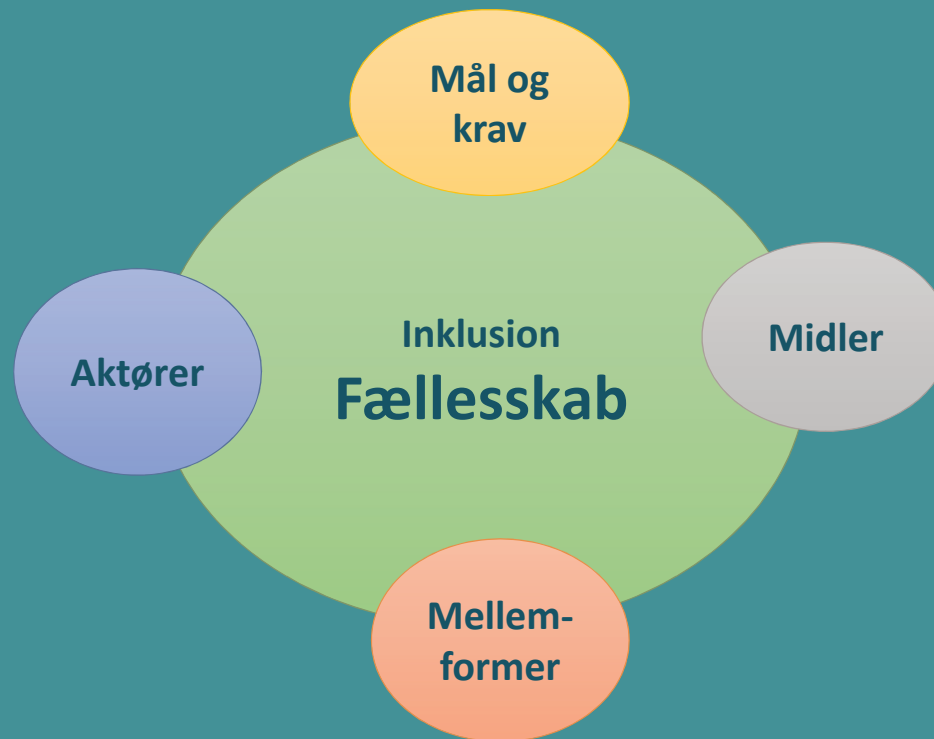 Mål og
krav
Inklusion
Fællesskab
Midler
Aktører
Mellem-
former